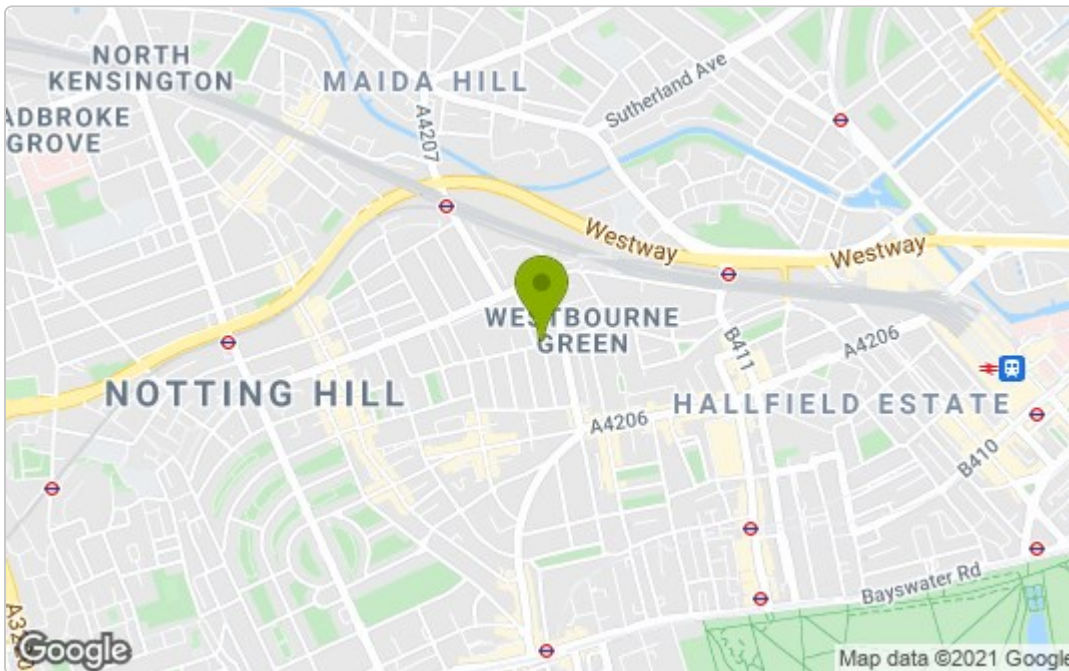 NORTH
KENSINGTON
MAIDA HILL
Sutherland Ave
ADBROKE
GROVE
A4207
Westway
Westway
WESTBOURNE
GREEN
B411
A4206
NOTTING HILL
HALLFIELD ESTATE
A4206
B410
Bayswater Rd
Google
Map data ©2021 Google